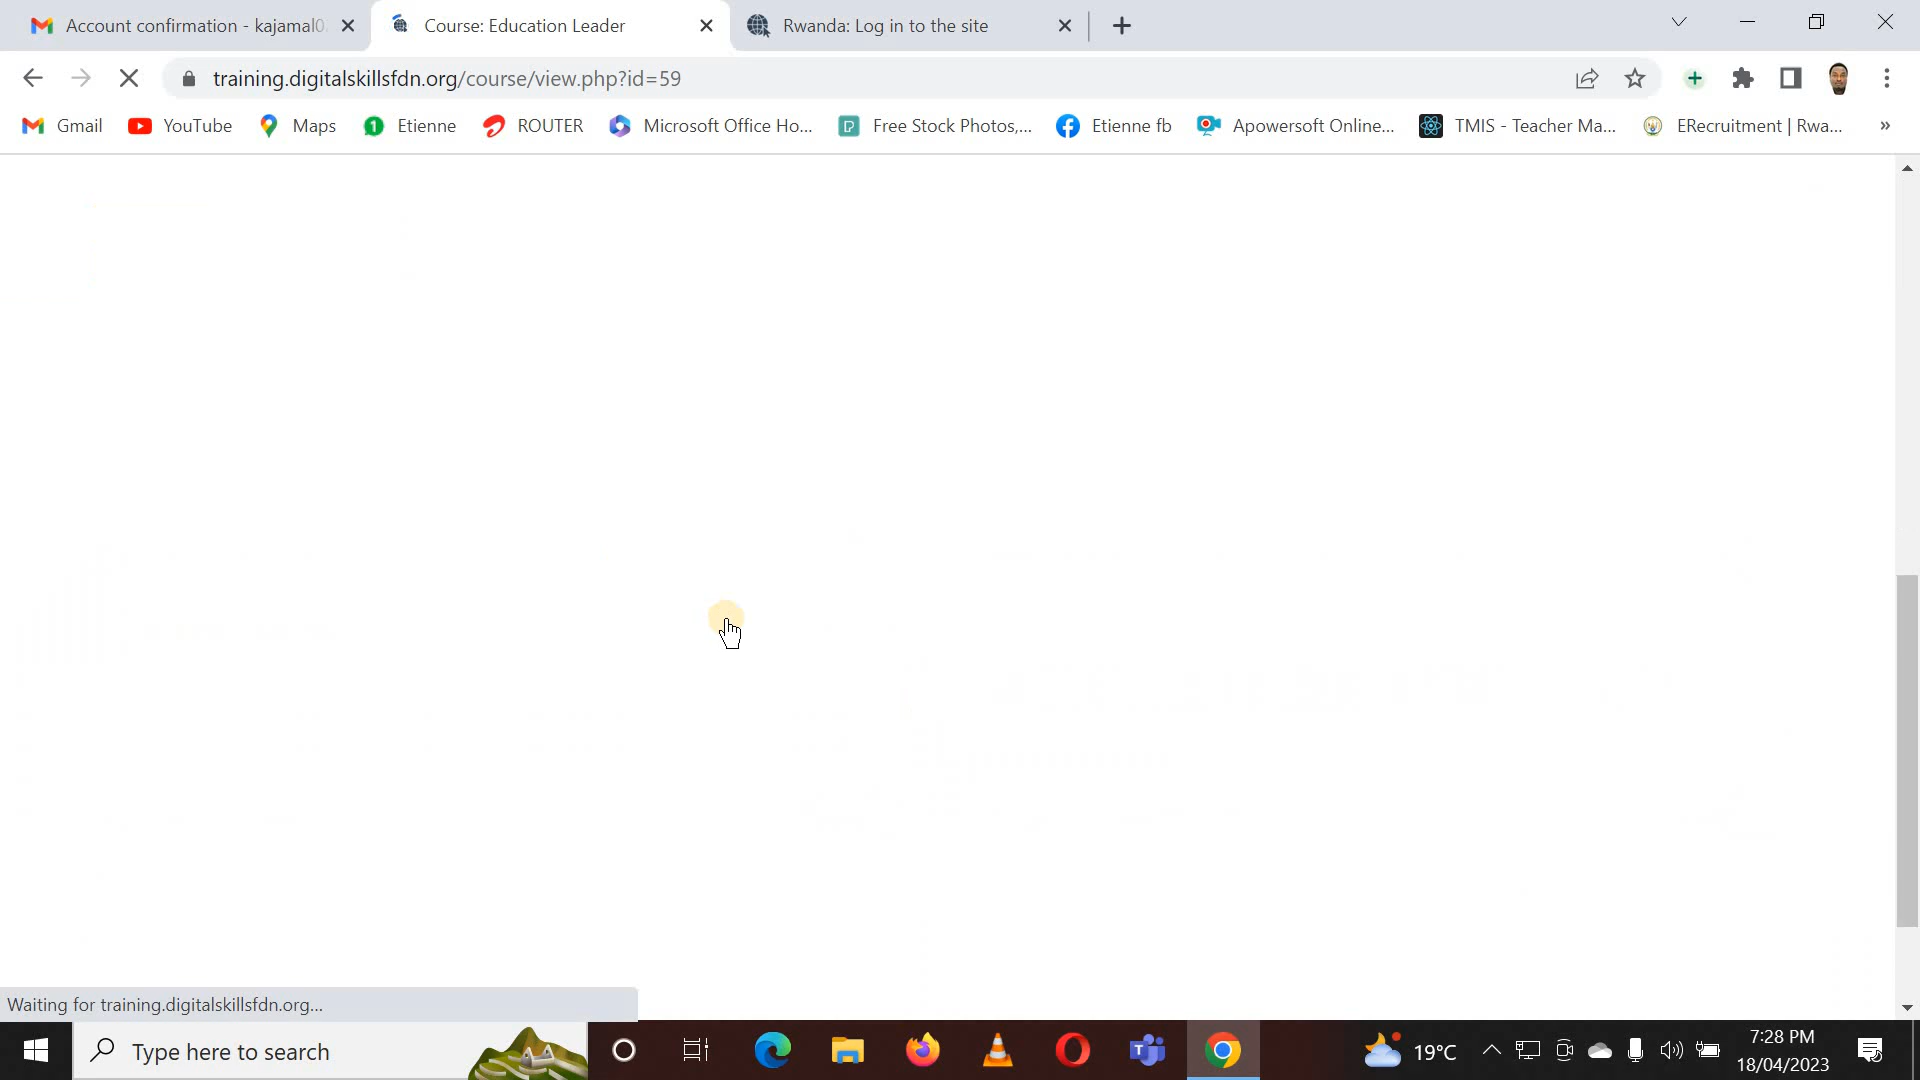 Account confirmation - kajamal0
Course: Education Leader
Rwanda: Log in to the site
training.digitalskillsfdn.org/course/view.php?id=59
Gmail
YouTube
Maps
1
Etienne
ROUTER
Microsoft Office Ho...
Free Stock Photos,...
Etienne fb
Apowersoft Online...
TMIS - Teacher Ma...
ERecruitment | Rwa...
»
Waiting for training.digitalskillsfdn.org...
Type here to search
19°C
7:28 PM
18/04/2023